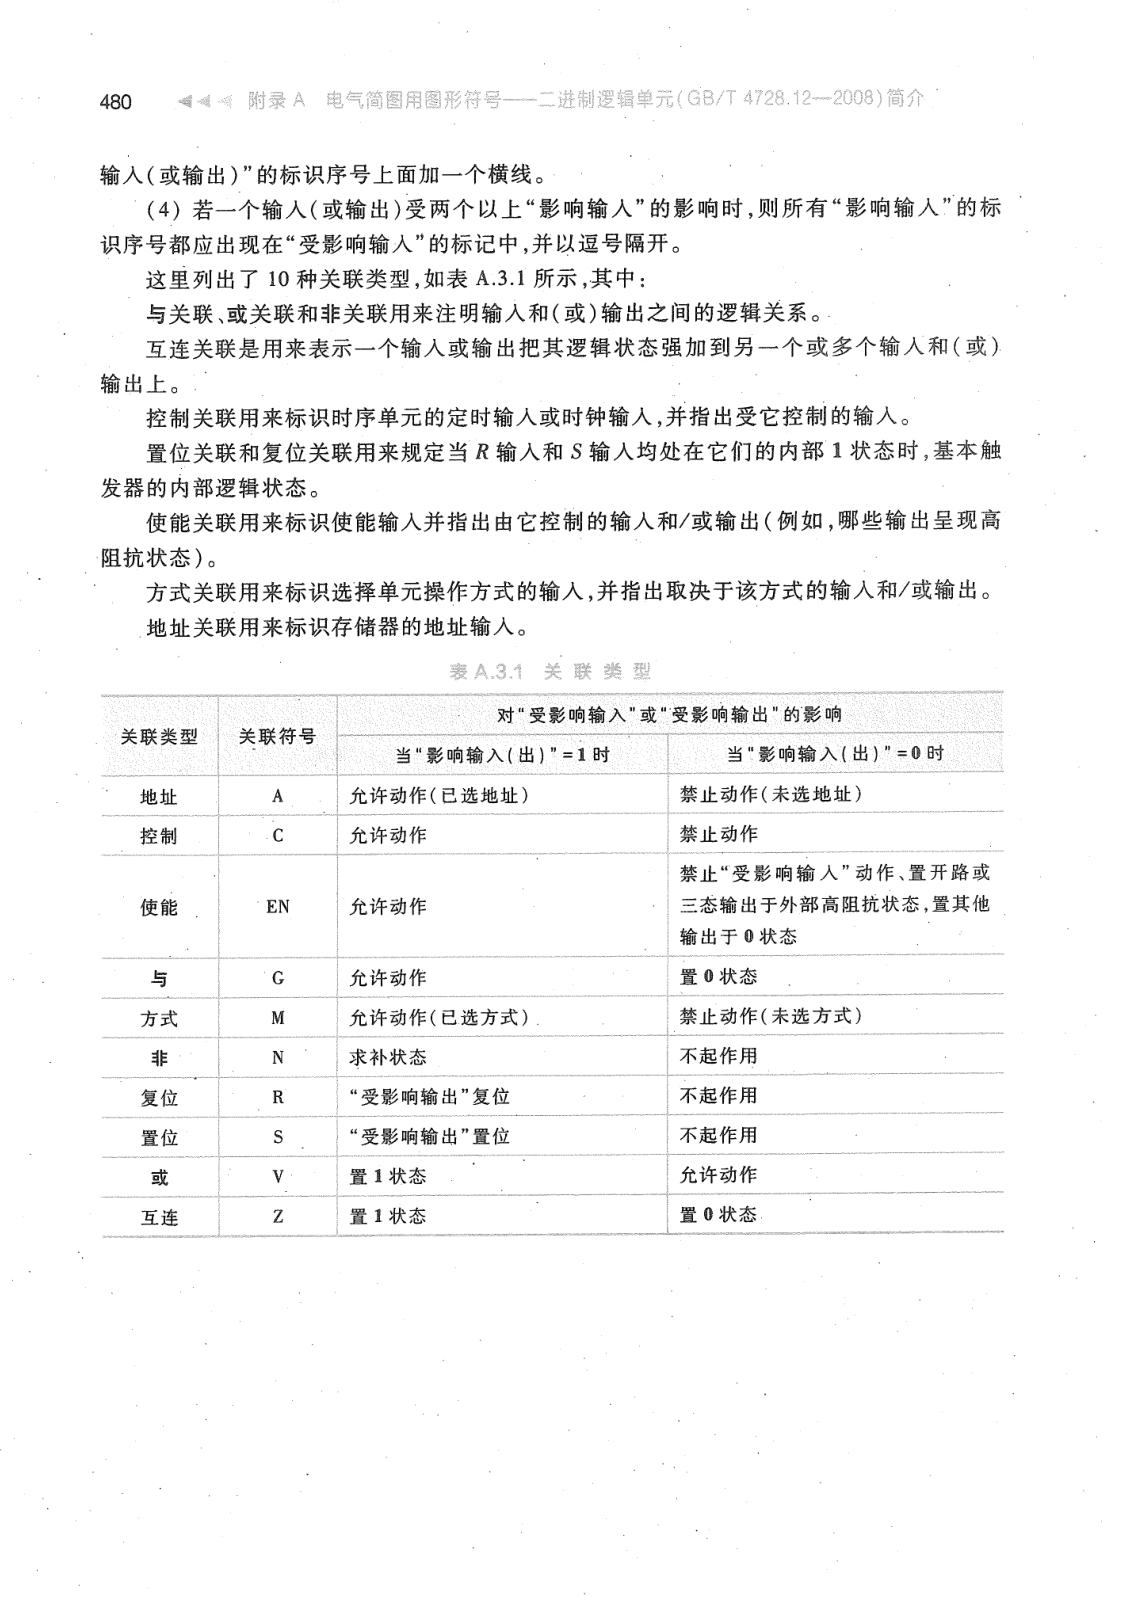 480 附录 A 电气简图用图形符号——二进制逻辑单元(GB/T 4728.12—2008)简介
输入(或输出)”的标识序号上面加一个横线。
(4) 若一个输入(或输出)受两个以上“影响输入”的影响时,则所有“影响输入”的标
识序号都应出现在“受影响输入”的标记中,并以逗号隔开。
这里列出了 10 种关联类型,如表 A.3.1 所示,其中:
与关联、或关联和非关联用来注明输入和(或)输出之间的逻辑关系。
互连关联是用来表示一个输入或输出把其逻辑状态强加到另一个或多个输入和(或)
输出上。
控制关联用来标识时序单元的定时输入或时钟输入,并指出受它控制的输入。
置位关联和复位关联用来规定当 R 输入和 S 输入均处在它们的内部 1 状态时,基本触
发器的内部逻辑状态。
使能关联用来标识使能输入并指出由它控制的输入和/或输出(例如,哪些输出呈现高
阻抗状态)。
方式关联用来标识选择单元操作方式的输入,并指出取决于该方式的输入和/或输出。
地址关联用来标识存储器的地址输入。
表 A.3.1 关联类型
关联类型 关联符号 对“受影响输入”或“受影响输出”的影响
当“影响输入(出)”=1 时 当“影响输入(出)”=0 时
地址 A 允许动作(已选地址) 禁止动作(未选地址)
控制 C 允许动作 禁止动作
使能 EN 允许动作 禁止“受影响输入”动作、置开路或
三态输出于外部高阻抗状态,置其他
输出于 0 状态
与 G 允许动作 置 0 状态
方式 M 允许动作(已选方式) 禁止动作(未选方式)
非 N 求补状态 不起作用
复位 R “受影响输出”复位 不起作用
置位 S “受影响输出”置位 不起作用
或 V 置 1 状态 允许动作
互连 Z 置 1 状态 置 0 状态